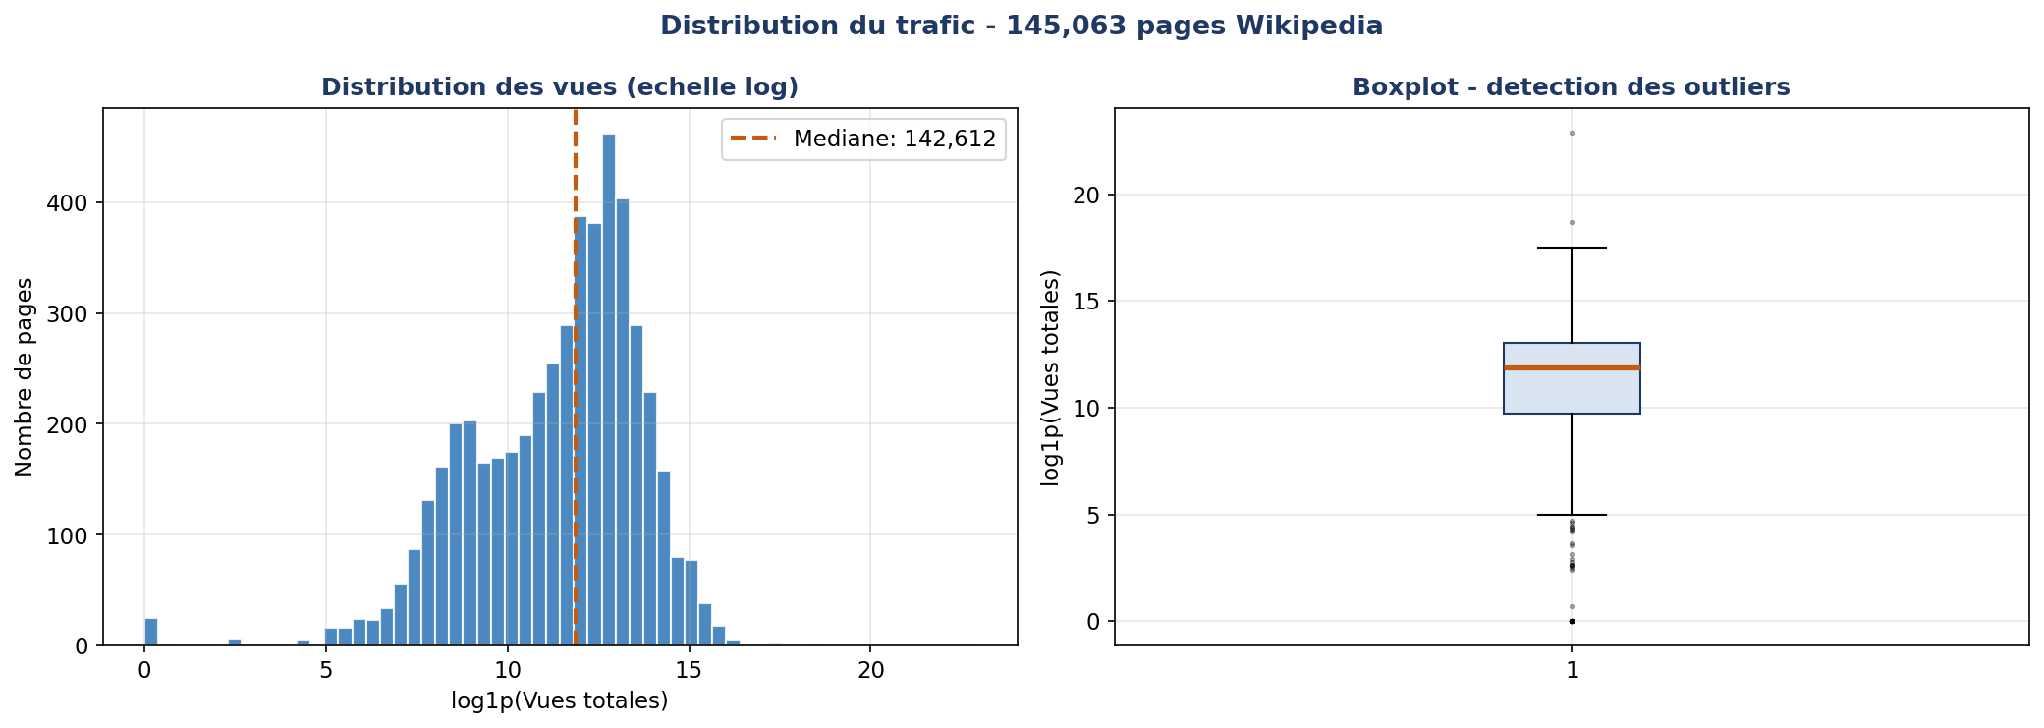 Distribution du trafic - 145,063 pages Wikipedia
Distribution des vues (echelle log)
Mediane: 142,612
Nombre de pages
400
300
200
100
0
0 5 10 15 20
log1p(Vues totales)
Boxplot - detection des outliers
log1p(Vues totales)
20
15
10
5
0
1